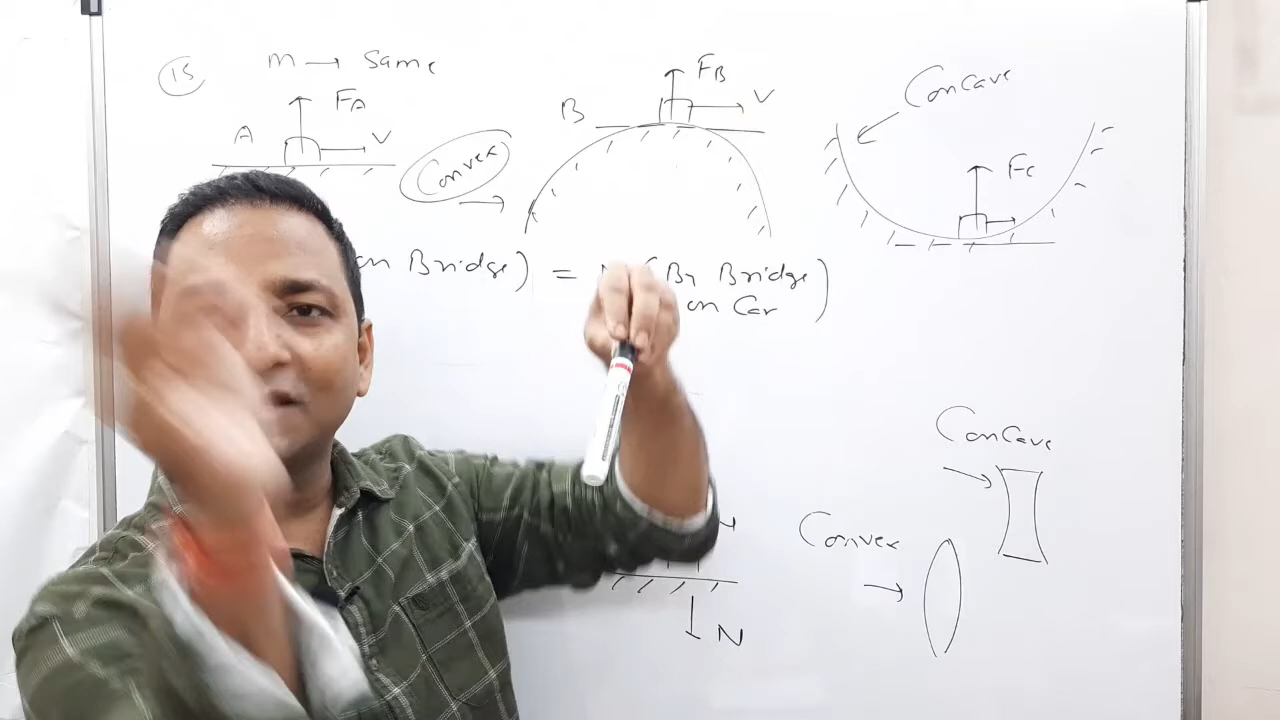 15
m → Same
FA
A
V
Convex
B
FB
V
Concave
Fc
on Bridge) = ( By Bridge
on Car )
Concave
Convex
N